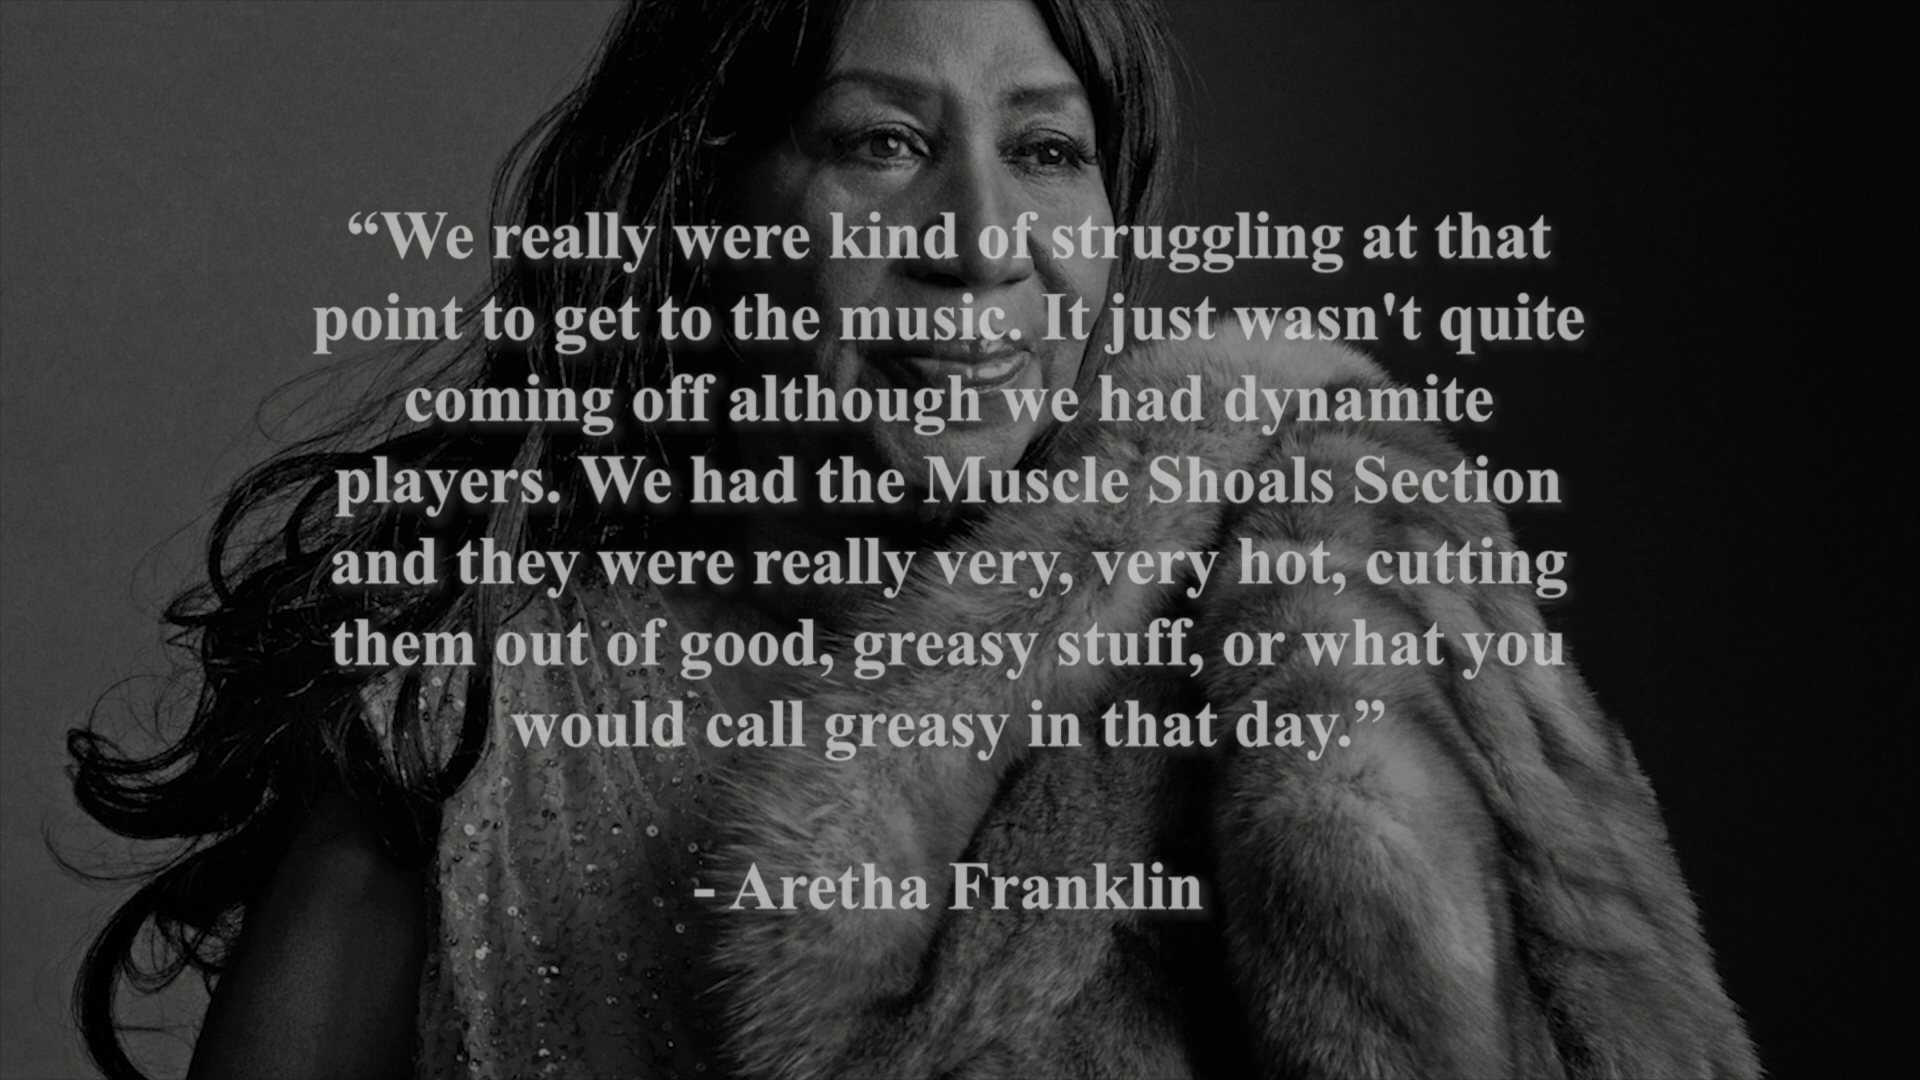 “We really were kind of struggling at that
point to get to the music. It just wasn't quite
coming off although we had dynamite
players. We had the Muscle Shoals Section
and they were really very, very hot, cutting
them out of good, greasy stuff, or what you
would call greasy in that day.”
- Aretha Franklin